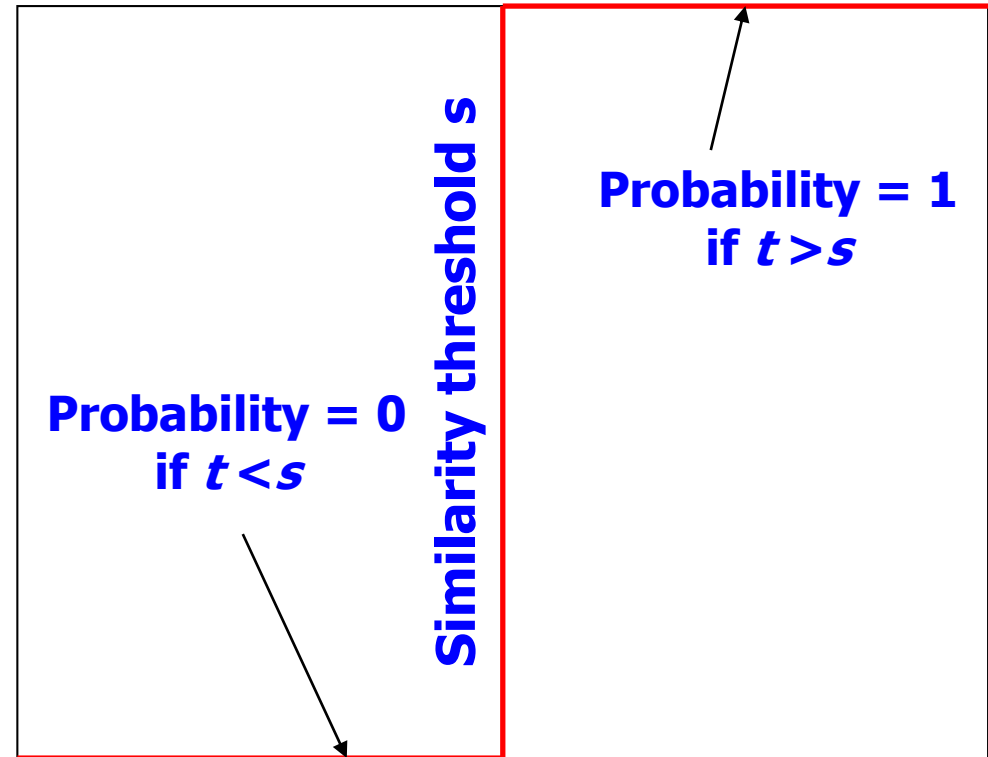 Probability = 1
if t > s
Similarity threshold s
Probability = 0
if t < s